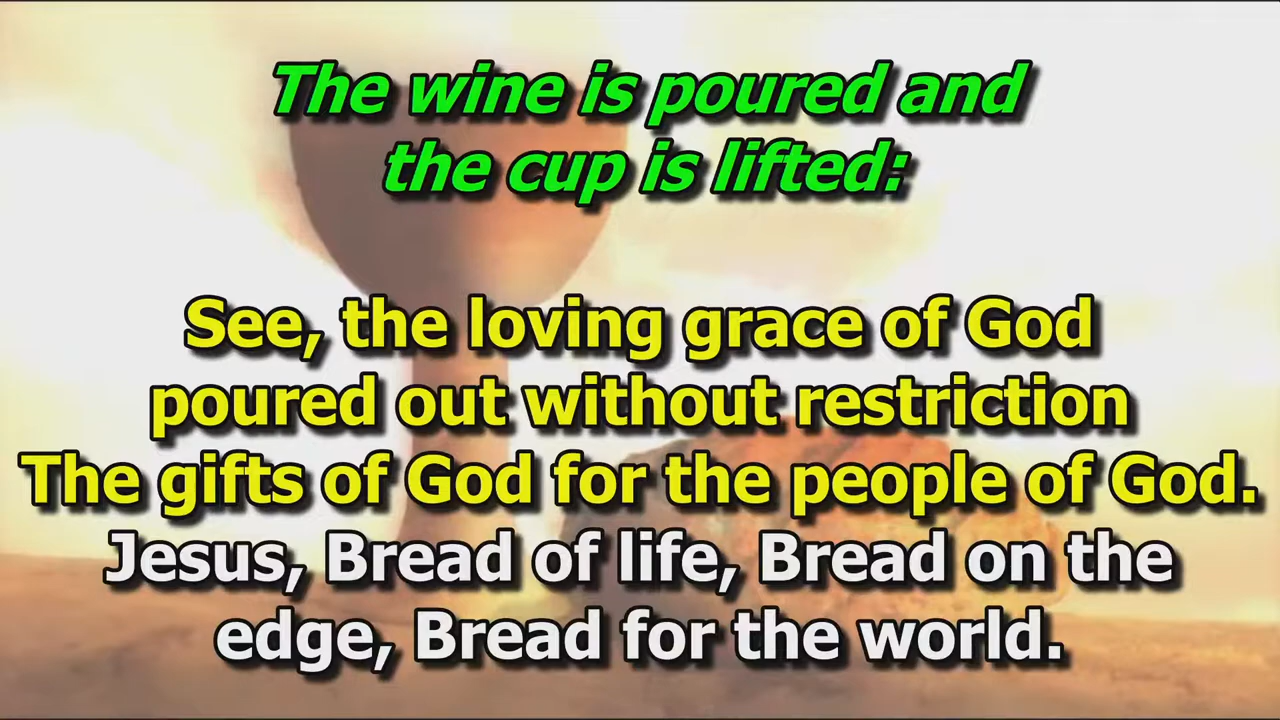 The wine is poured and
the cup is lifted:
See, the loving grace of God
poured out without restriction
The gifts of God for the people of God.
Jesus, Bread of life, Bread on the
edge, Bread for the world.